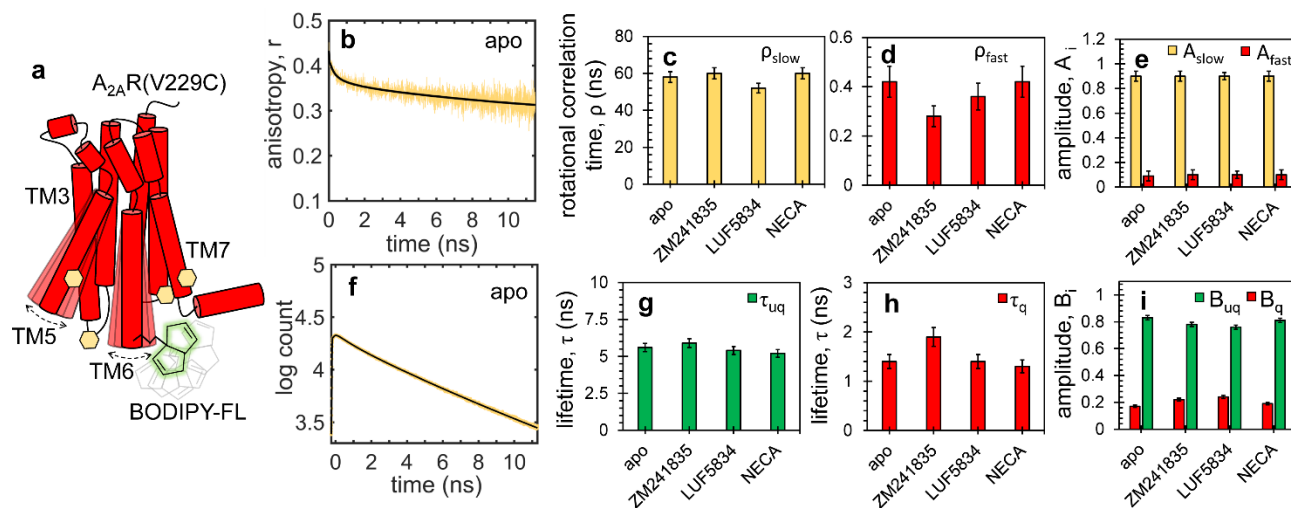 a
A2AR(V229C)
TM3
TM7
TM5
TM6
BODIPY-FL
b
apo
anisotropy, r
0.5
0.4
0.3
0.2
0.1
0 2 4 6 8 10
time (ns)
c
ρslow
rotational correlation
time, ρ (ns)
80
60
40
20
0
apo
ZM241835
LUF5834
NECA
d
ρfast
0.6
0.4
0.2
0
apo
ZM241835
LUF5834
NECA
e
Aslow
Afast
amplitude, Ai
1
0.8
0.6
0.4
0.2
0
apo
ZM241835
LUF5834
NECA
f
apo
log count
5
4.5
4
3.5
0 2 4 6 8 10
time (ns)
g
τuq
lifetime, τ (ns)
10
7.5
5
2.5
0
apo
ZM241835
LUF5834
NECA
h
τq
lifetime, τ (ns)
3
2
1
0
apo
ZM241835
LUF5834
NECA
i
Buq
Bq
amplitude, Bi
1
0.8
0.6
0.4
0.2
0
apo
ZM241835
LUF5834
NECA